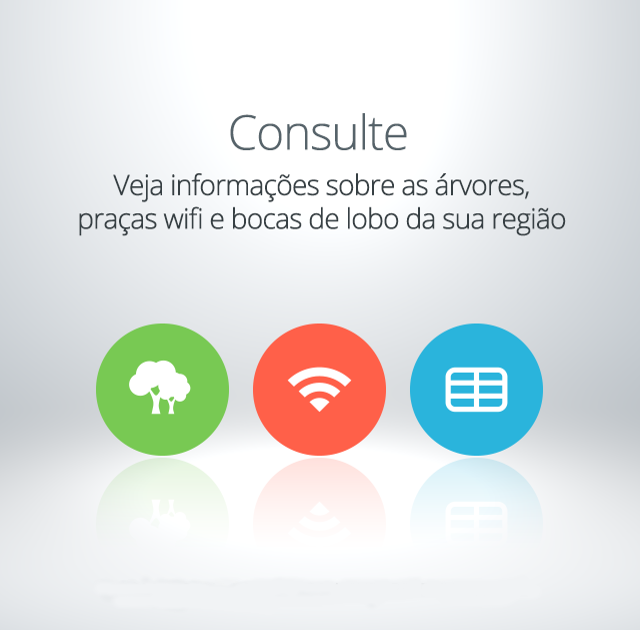 Consulte
Veja informações sobre as árvores,
praças wifi e bocas de lobo da sua região